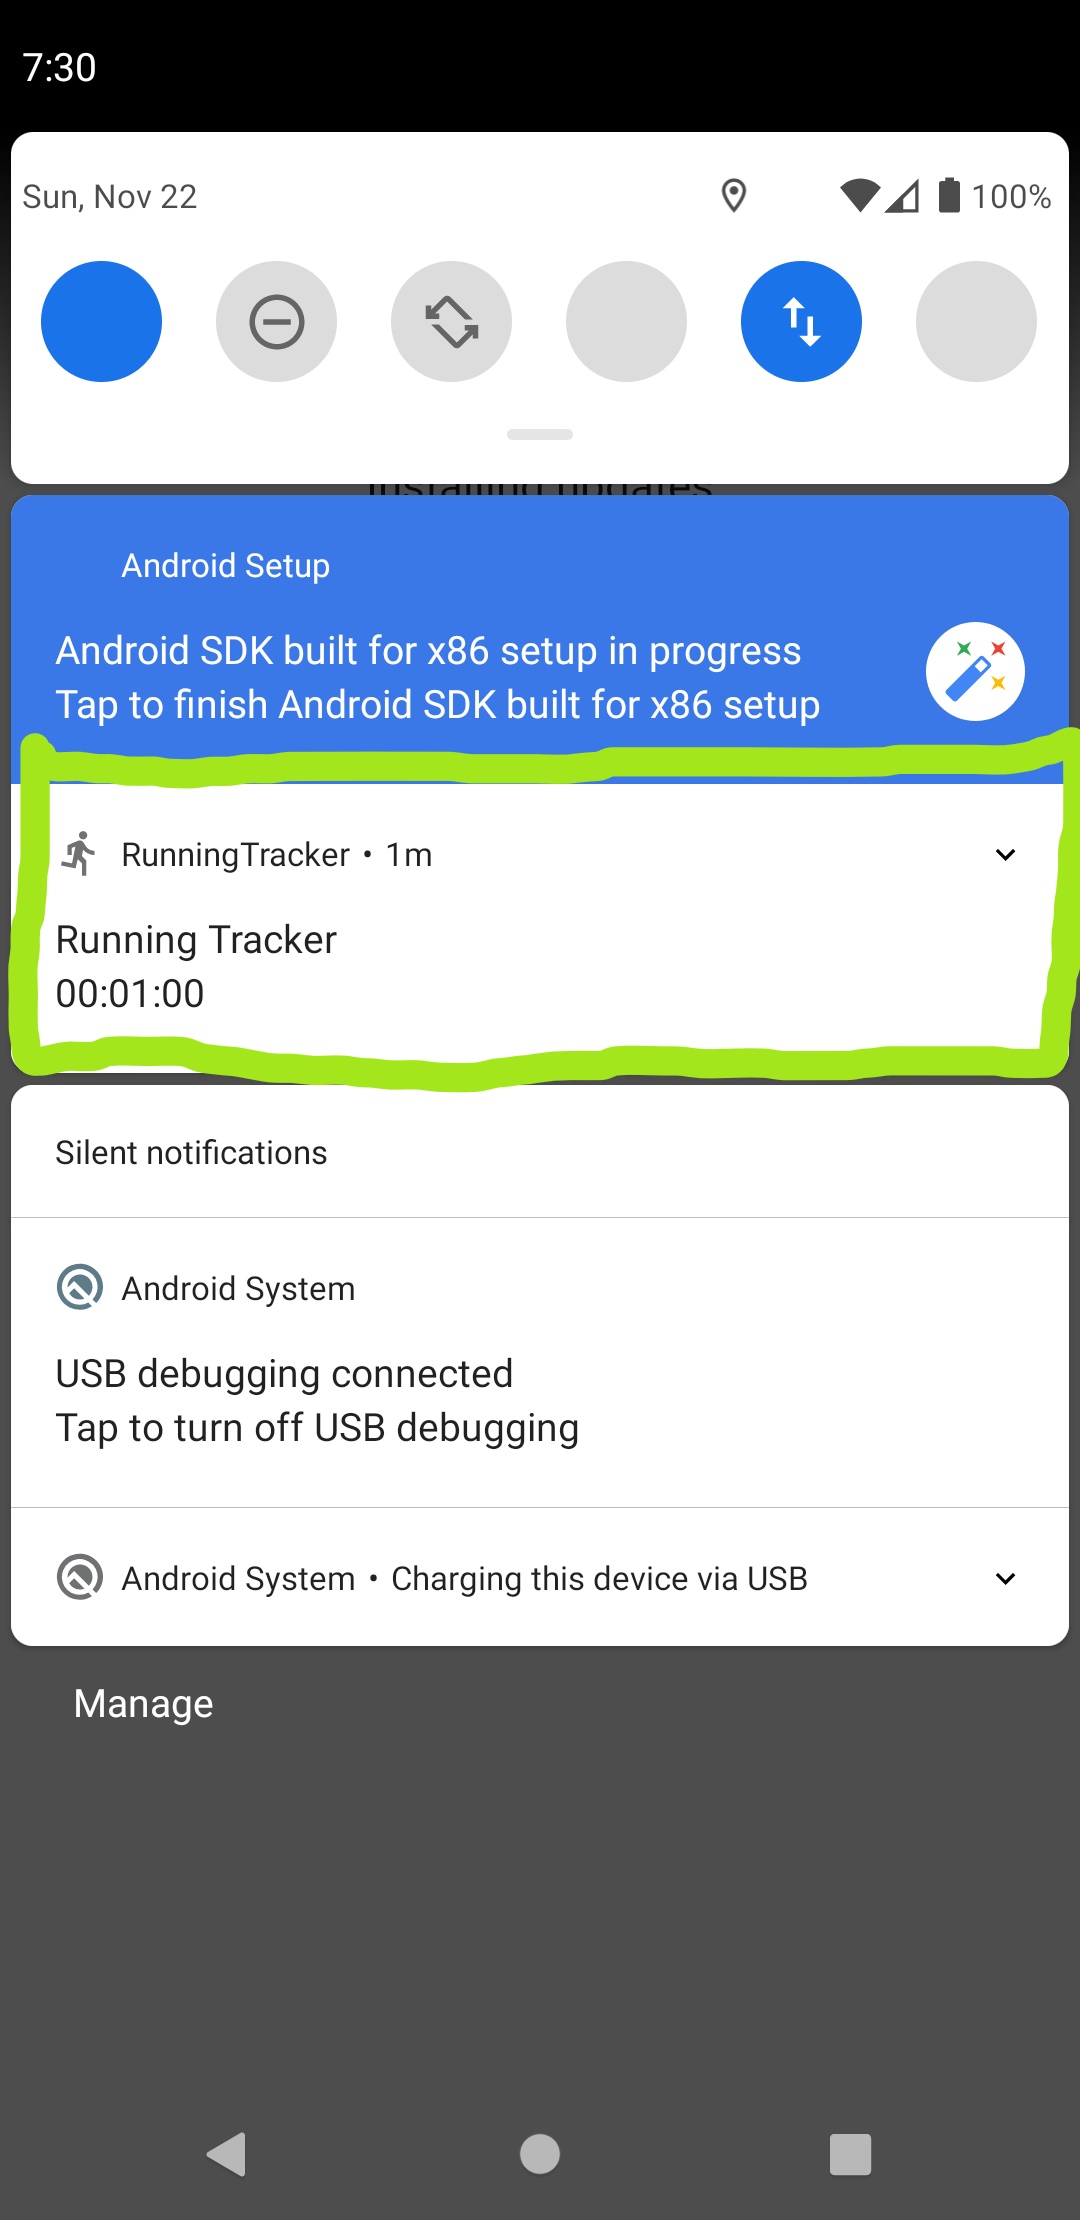 7:30
Sun, Nov 22
100%
Installing updates
Android Setup
Android SDK built for x86 setup in progress
Tap to finish Android SDK built for x86 setup
RunningTracker • 1m
Running Tracker
00:01:00
Silent notifications
Android System
USB debugging connected
Tap to turn off USB debugging
Android System • Charging this device via USB
Manage